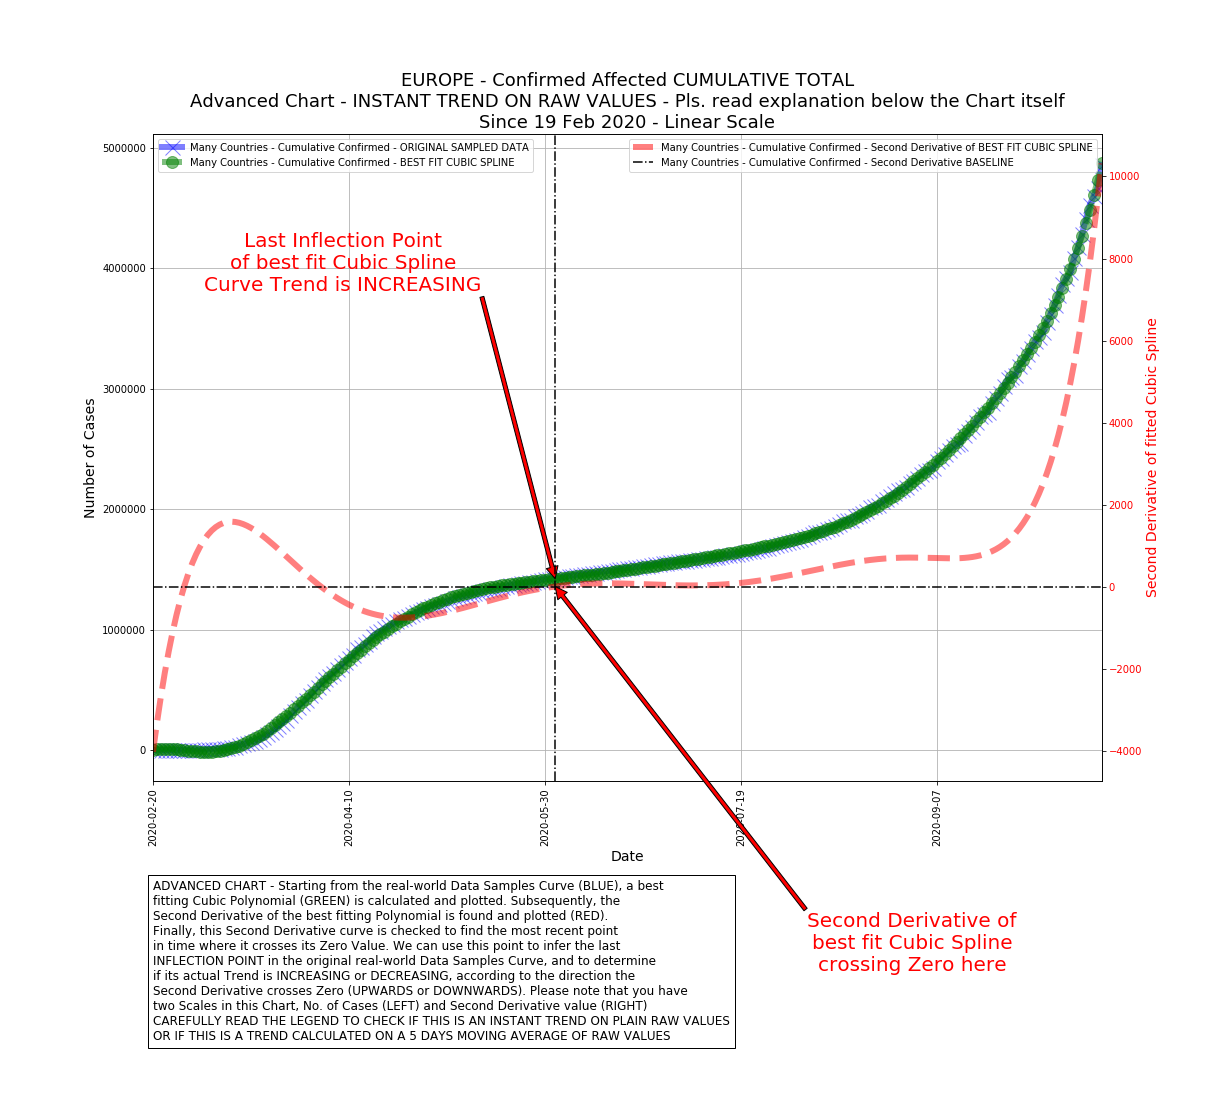 EUROPE - Confirmed Affected CUMULATIVE TOTAL
Advanced Chart - INSTANT TREND ON RAW VALUES - Pls. read explanation below the Chart itself
Since 19 Feb 2020 - Linear Scale
Many Countries - Cumulative Confirmed - ORIGINAL SAMPLED DATA
Many Countries - Cumulative Confirmed - BEST FIT CUBIC SPLINE
Many Countries - Cumulative Confirmed - Second Derivative of BEST FIT CUBIC SPLINE
Many Countries - Cumulative Confirmed - Second Derivative BASELINE
Last Inflection Point
of best fit Cubic Spline
Curve Trend is INCREASING
Number of Cases
5000000
4000000
3000000
2000000
1000000
0
Second Derivative of fitted Cubic Spline
10000
8000
6000
4000
2000
0
−2000
−4000
2020-02-20
2020-04-10
2020-05-30
2020-07-19
2020-09-07
Date
Second Derivative of
best fit Cubic Spline
crossing Zero here
ADVANCED CHART - Starting from the real-world Data Samples Curve (BLUE), a best
fitting Cubic Polynomial (GREEN) is calculated and plotted. Subsequently, the
Second Derivative of the best fitting Polynomial is found and plotted (RED).
Finally, this Second Derivative curve is checked to find the most recent point
in time where it crosses its Zero Value. We can use this point to infer the last
INFLECTION POINT in the original real-world Data Samples Curve, and to determine
if its actual Trend is INCREASING or DECREASING, according to the direction the
Second Derivative crosses Zero (UPWARDS or DOWNWARDS). Please note that you have
two Scales in this Chart, No. of Cases (LEFT) and Second Derivative value (RIGHT)
CAREFULLY READ THE LEGEND TO CHECK IF THIS IS AN INSTANT TREND ON PLAIN RAW VALUES
OR IF THIS IS A TREND CALCULATED ON A 5 DAYS MOVING AVERAGE OF RAW VALUES